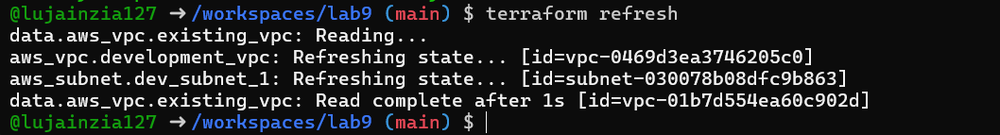 @lujainzia127 → /workspaces/lab9 (main) $ terraform refresh
data.aws_vpc.existing_vpc: Reading...
aws_vpc.development_vpc: Refreshing state... [id=vpc-0469d3ea3746205c0]
aws_subnet.dev_subnet_1: Refreshing state... [id=subnet-030078b08dfc9b863]
data.aws_vpc.existing_vpc: Read complete after 1s [id=vpc-01b7d554ea60c902d]
@lujainzia127 → /workspaces/lab9 (main) $